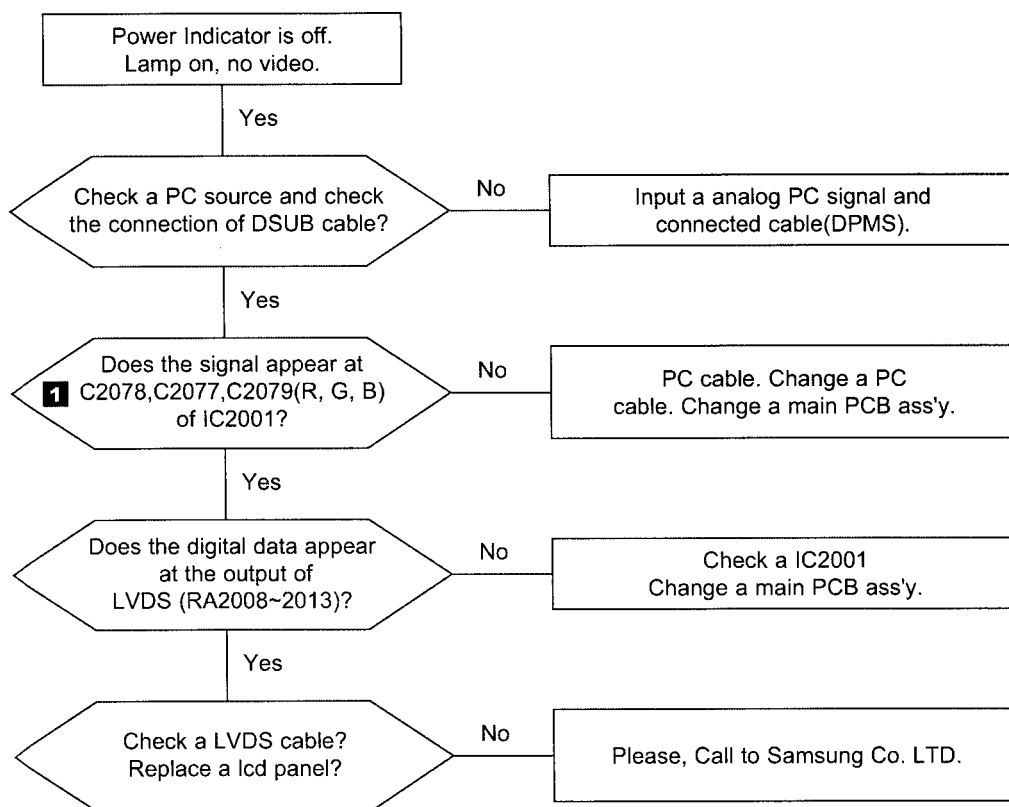 Power Indicator is off.
Lamp on, no video.
Yes
Check a PC source and check
the connection of DSUB cable?
No
Input a analog PC signal and
connected cable(DPMS).
Yes
1
Does the signal appear at
C2078,C2077,C2079(R, G, B)
of IC2001?
No
PC cable. Change a PC
cable. Change a main PCB ass'y.
Yes
Does the digital data appear
at the output of
LVDS (RA2008~2013)?
No
Check a IC2001
Change a main PCB ass'y.
Yes
Check a LVDS cable?
Replace a lcd panel?
No
Please, Call to Samsung Co. LTD.